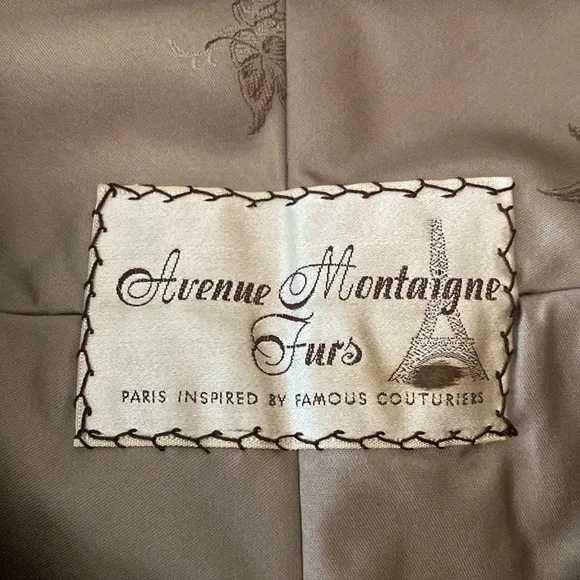 Avenue Montaigne
Furs
PARIS INSPIRED BY FAMOUS COUTURIERS